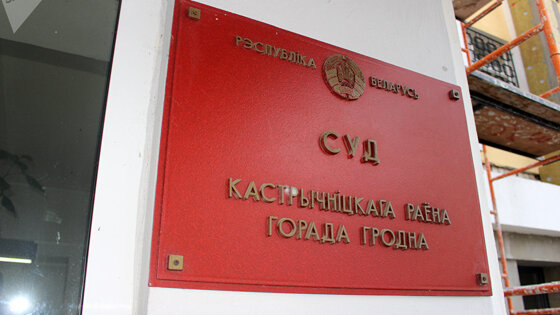 РЭСПУБЛІКА БЕЛАРУСЬ
СУД
КАСТРЫЧНІЦКАГА РАЁНА
ГОРАДА ГРОДНА